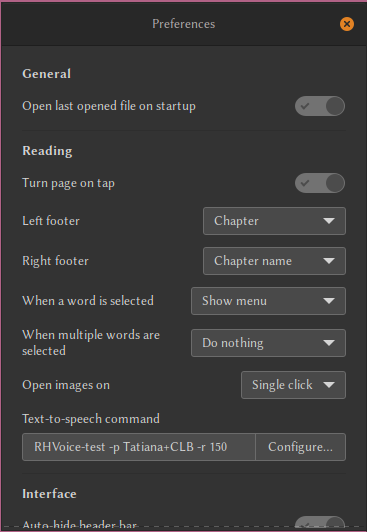 Preferences
General
Open last opened file on startup
Reading
Turn page on tap
Left footer Chapter
Right footer Chapter name
When a word is selected Show menu
When multiple words are
selected Do nothing
Open images on Single click
Text-to-speech command
RHVoice-test -p Tatiana+CLB -r 150 Configure...
Interface
Auto-hide header bar